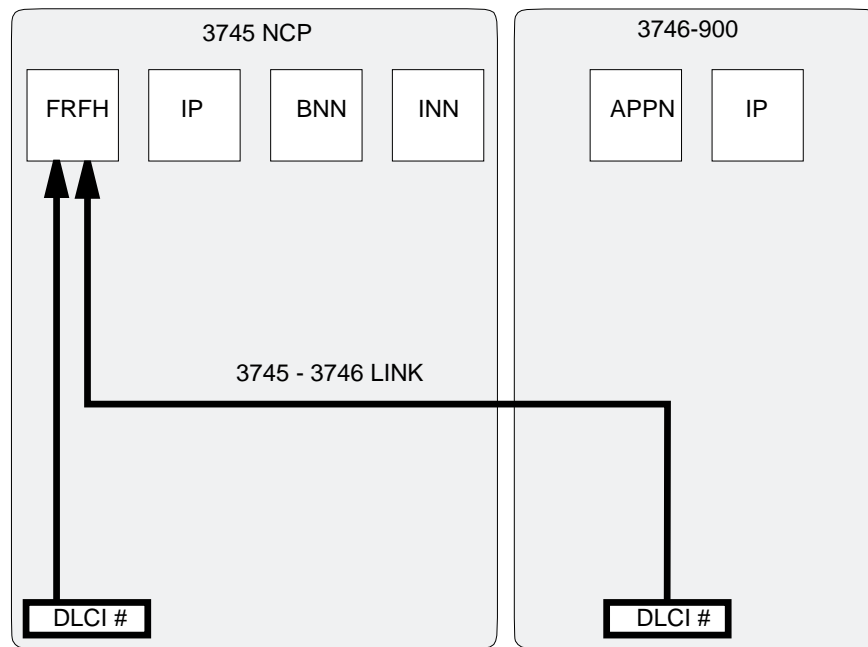 3745 NCP
3746-900
FRFH
IP
BNN
INN
APPN
IP
3745 - 3746 LINK
DLCI #
DLCI #